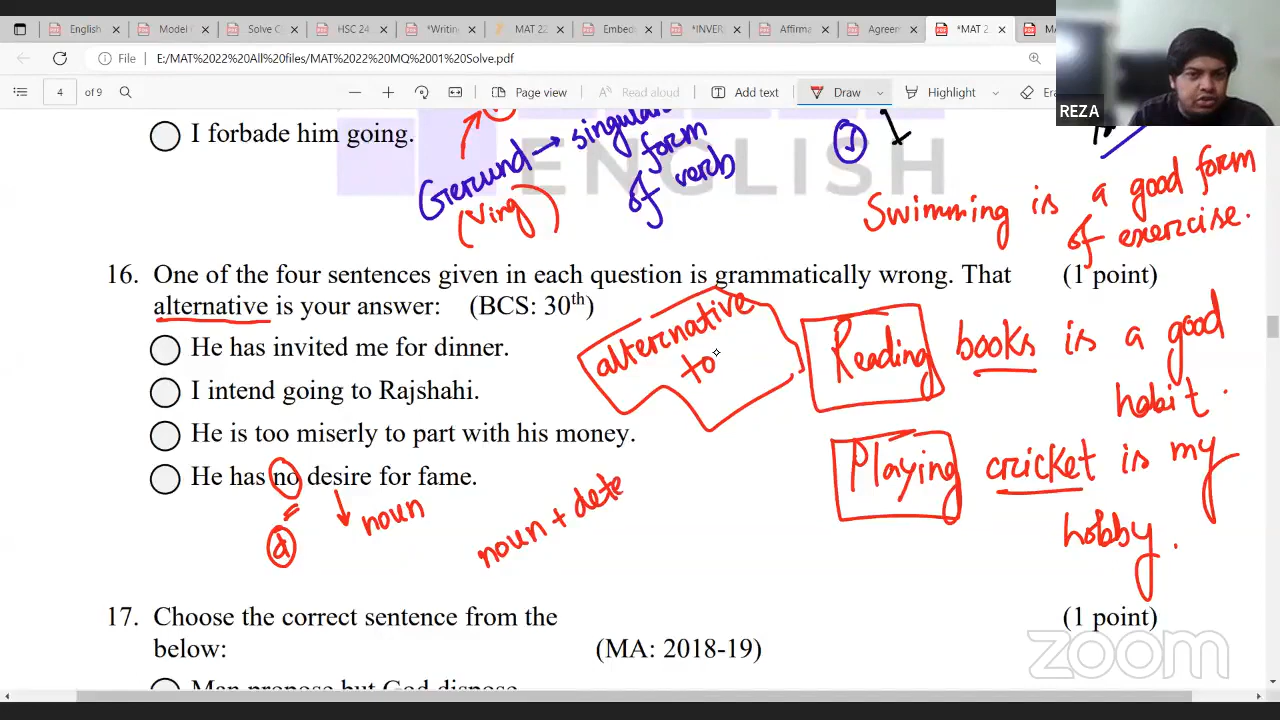 English
Model
Solve C
HSC 24
*Writing
MAT 22
Embed
*INVER
Affirma
Agreem
*MAT 2
File
E:/MAT%2022%20All%20files/MAT%2022%20MQ%2001%20Solve.pdf
4 of 9
Page view
Read aloud
Add text
Draw
Highlight
REZA
I forbade him going.
ENGLISH
Gerund → singular
form
of verb
(Ving)
Swimming is a good form
of exercise.
16. One of the four sentences given in each question is grammatically wrong. That (1 point)
alternative is your answer: (BCS: 30th)
He has invited me for dinner.
I intend going to Rajshahi.
He is too miserly to part with his money.
He has no desire for fame.
alternative
to
Reading books is a good
habit.
Playing cricket is my
hobby.
d
noun
noun + dete
17. Choose the correct sentence from the (1 point)
below: (MA: 2018-19)
Man propose but God dispose
zoom